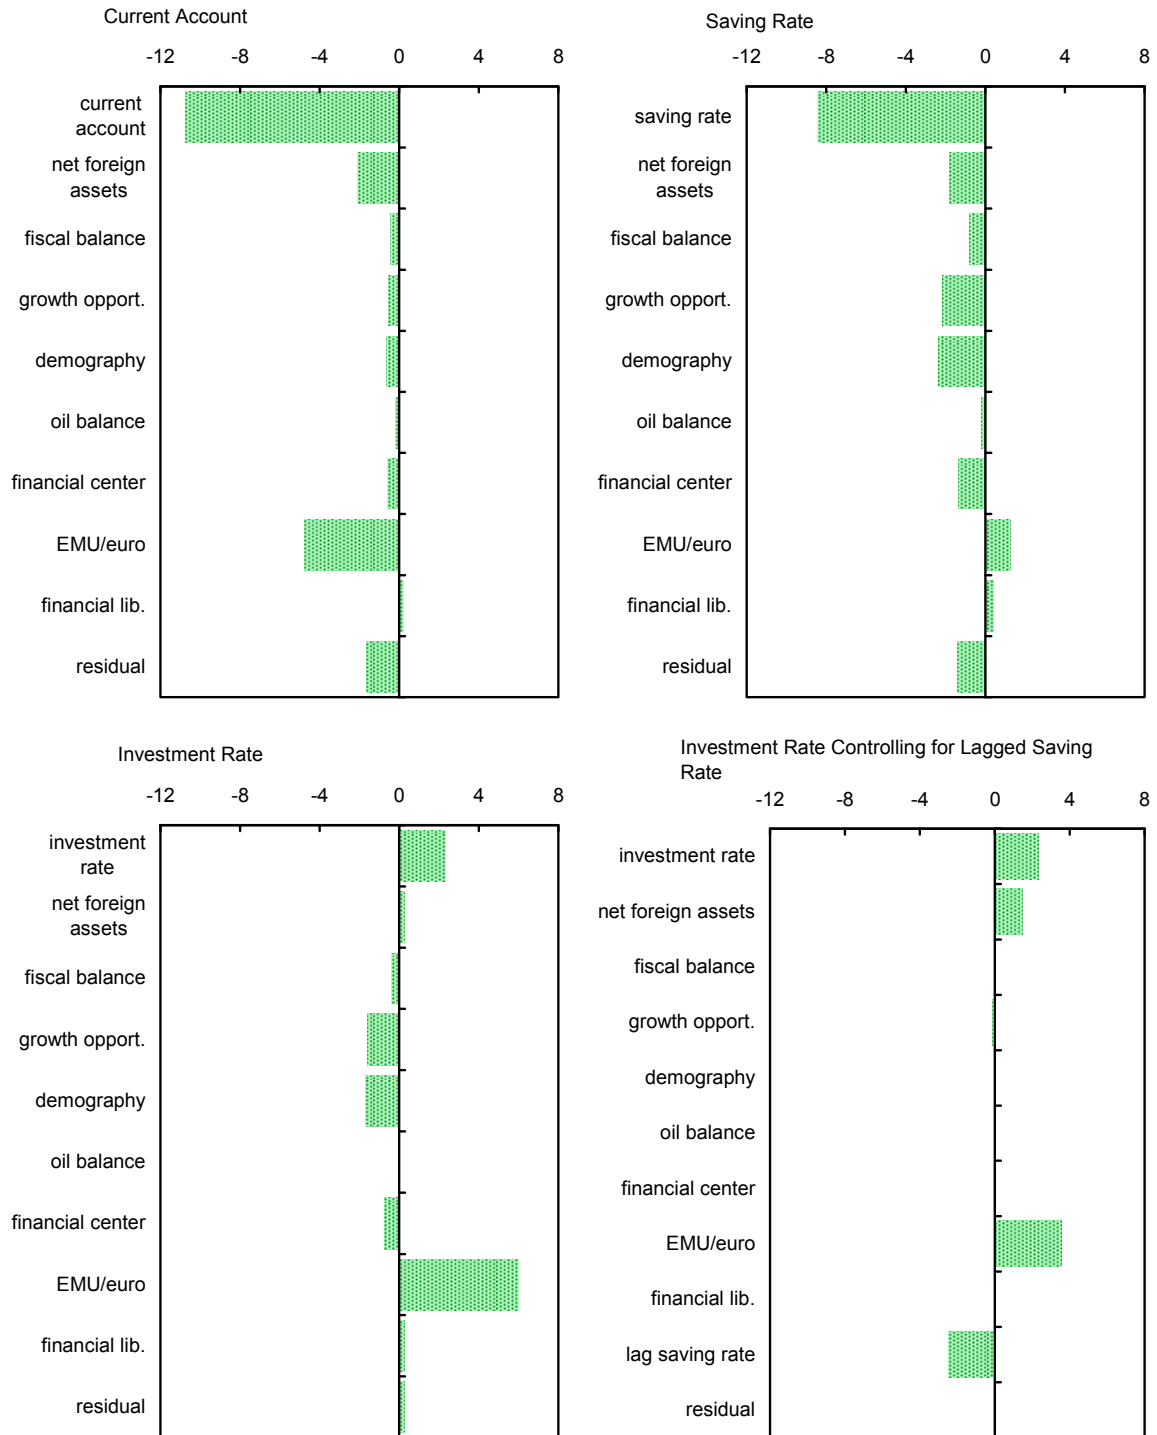 Current Account
-12 -4 0 4 8
-12 -8 -4 0 4 8
current
account
net foreign
assets
fiscal balance
growth opport.
demography
oil balance
financial center
EMU/euro
financial lib.
residual
Saving Rate
-12 -8 -4 0 4 8
saving rate
net foreign
assets
fiscal balance
growth opport.
demography
oil balance
financial center
EMU/euro
financial lib.
residual
Investment Rate
-12 -8 -4 0 4 8
investment
rate
net foreign
assets
fiscal balance
growth opport.
demography
oil balance
financial center
EMU/euro
financial lib.
residual
Investment Rate Controlling for Lagged Saving
Rate
-12 -8 -4 0 4 8
investment rate
net foreign assets
fiscal balance
growth opport.
demography
oil balance
financial center
EMU/euro
financial lib.
lag saving rate
residual